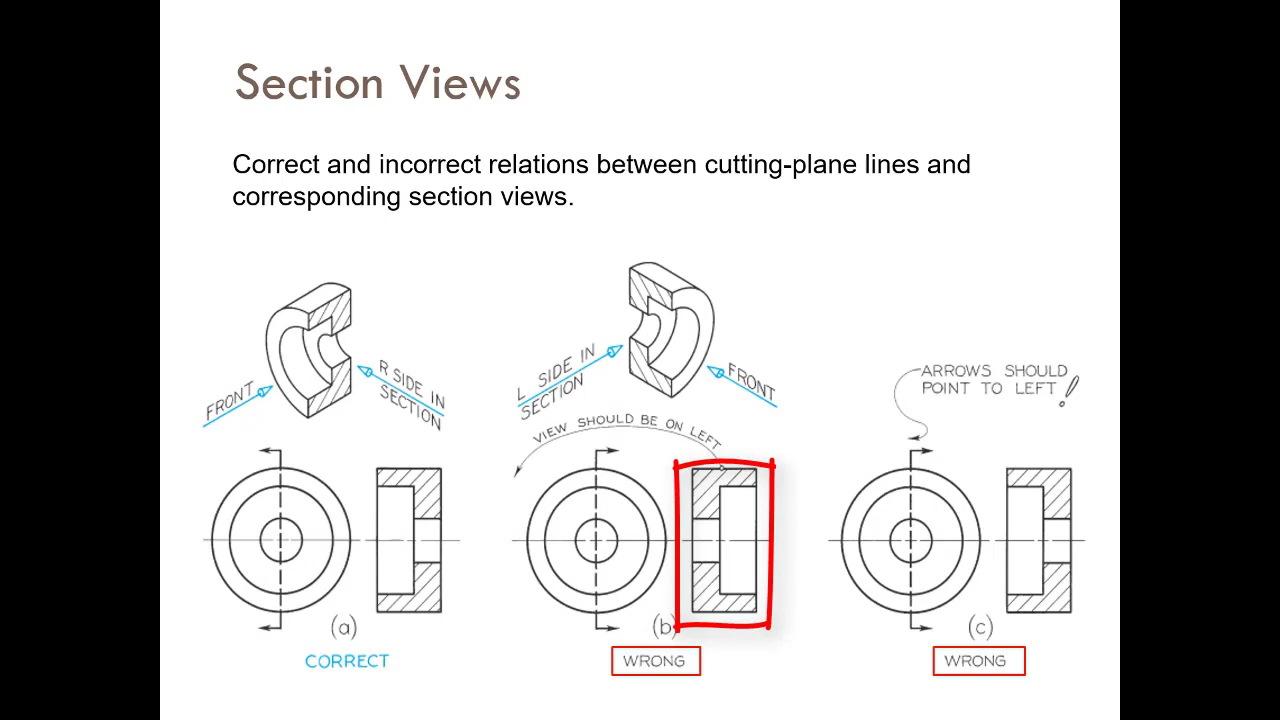 Section Views
Correct and incorrect relations between cutting-plane lines and
corresponding section views.
FRONT
R SIDE IN
SECTION
L SIDE IN
SECTION
FRONT
VIEW SHOULD BE ON LEFT
ARROWS SHOULD
POINT TO LEFT!
(a)
(b)
(c)
CORRECT
WRONG
WRONG